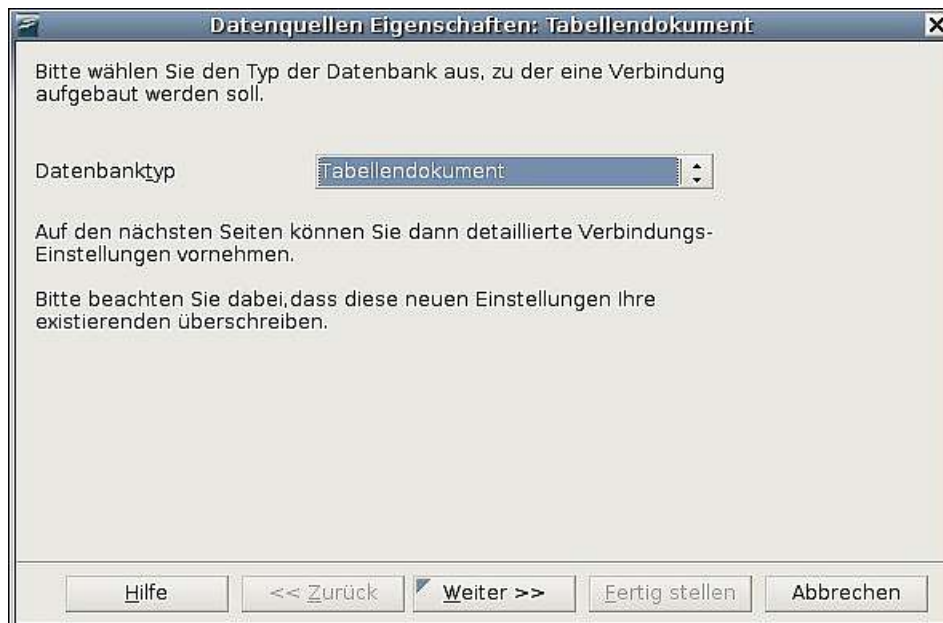 Datenquellen Eigenschaften: Tabellendokument
Bitte wählen Sie den Typ der Datenbank aus, zu der eine Verbindung
aufgebaut werden soll.
Datenbanktyp
Tabellendokument
Auf den nächsten Seiten können Sie dann detaillierte Verbindungs-
Einstellungen vornehmen.
Bitte beachten Sie dabei,dass diese neuen Einstellungen Ihre
existierenden überschreiben.
Hilfe
<< Zurück
Weiter >>
Fertig stellen
Abbrechen